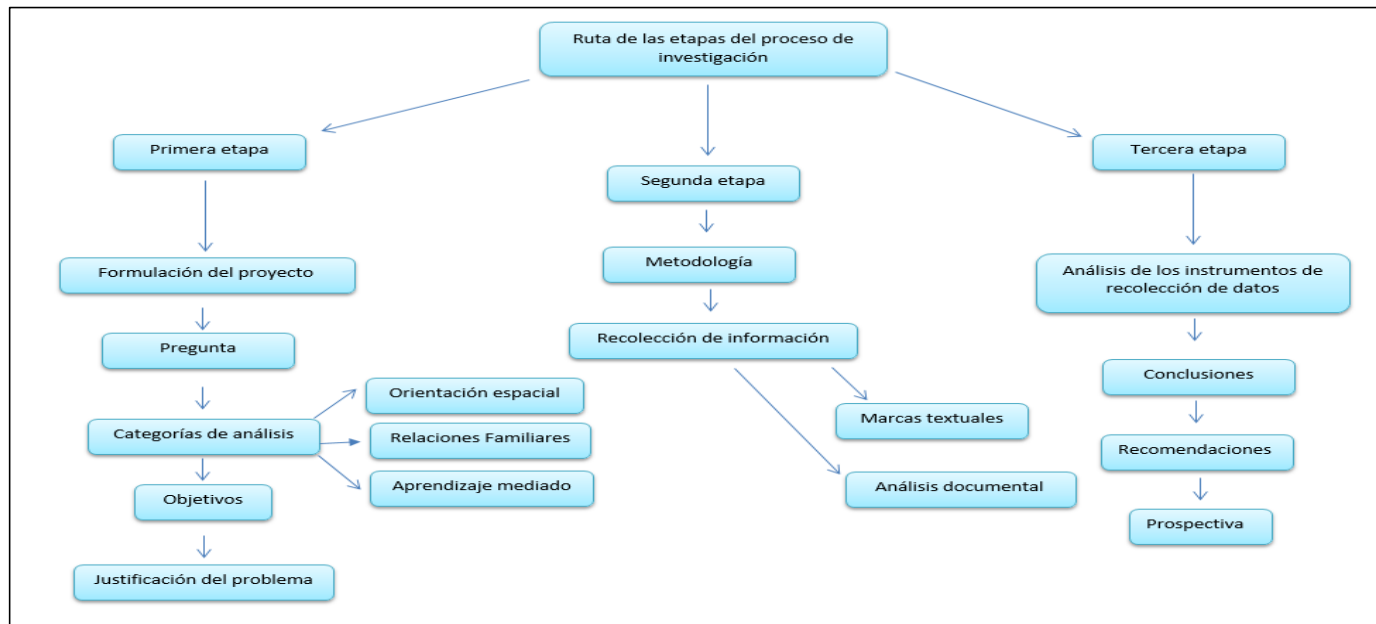 Ruta de las etapas del proceso de
investigación
Primera etapa
Formulación del proyecto
Pregunta
Categorías de análisis
Orientación espacial
Relaciones Familiares
Aprendizaje mediado
Objetivos
Justificación del problema
Segunda etapa
Metodología
Recolección de información
Marcas textuales
Análisis documental
Tercera etapa
Análisis de los instrumentos de
recolección de datos
Conclusiones
Recomendaciones
Prospectiva